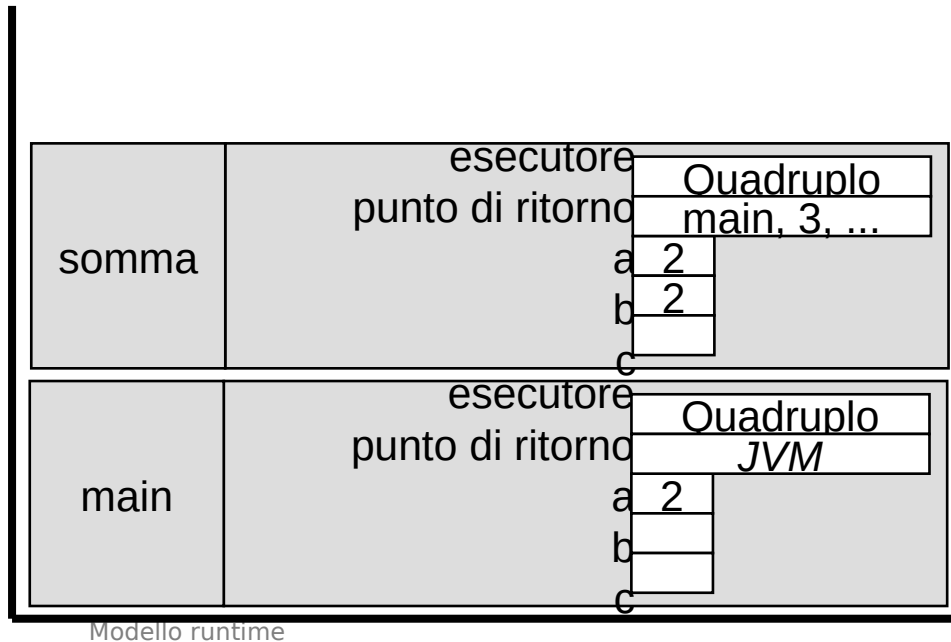 somma
esecutore Quadruplo
punto di ritorno main, 3, ...
a 2
b 2
c
main
esecutore Quadruplo
punto di ritorno JVM
a 2
b
c
Modello runtime